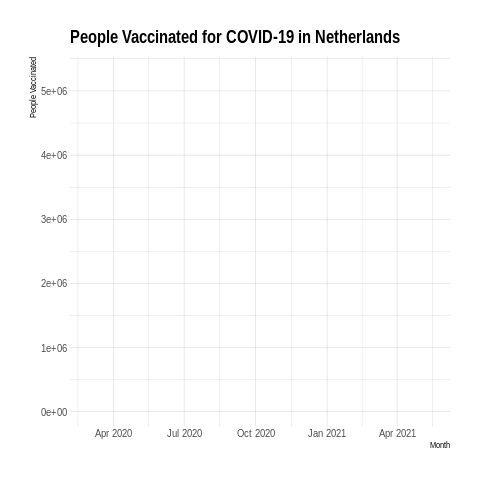 People Vaccinated for COVID-19 in Netherlands
People Vaccinated
5e+06
4e+06
3e+06
2e+06
1e+06
0e+00
Apr 2020 Jul 2020 Oct 2020 Jan 2021 Apr 2021
Month